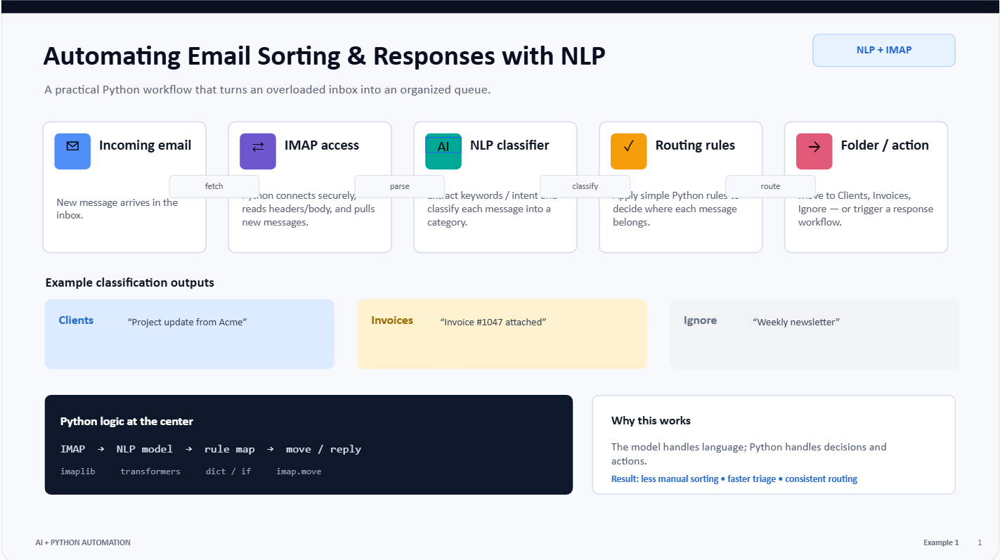 Automating Email Sorting & Responses with NLP
NLP + IMAP
A practical Python workflow that turns an overloaded inbox into an organized queue.
Incoming email
New message arrives in the
inbox.
fetch
IMAP access
Python connects securely,
reads headers/body, and pulls
new messages.
parse
AI
NLP classifier
Extract keywords / intent and
classify each message into a
category.
classify
✓
Routing rules
Apply simple Python rules to
decide where each message
belongs.
route
→
Folder / action
Move to Clients, Invoices,
Ignore — or trigger a response
workflow.
Example classification outputs
Clients “Project update from Acme”
Invoices “Invoice #1047 attached”
Ignore “Weekly newsletter”
Python logic at the center
IMAP → NLP model → rule map → move / reply
imaplib transformers dict / if imap.move
Why this works
The model handles language; Python handles decisions and
actions.
Result: less manual sorting • faster triage • consistent routing
AI + PYTHON AUTOMATION
Example 1 1